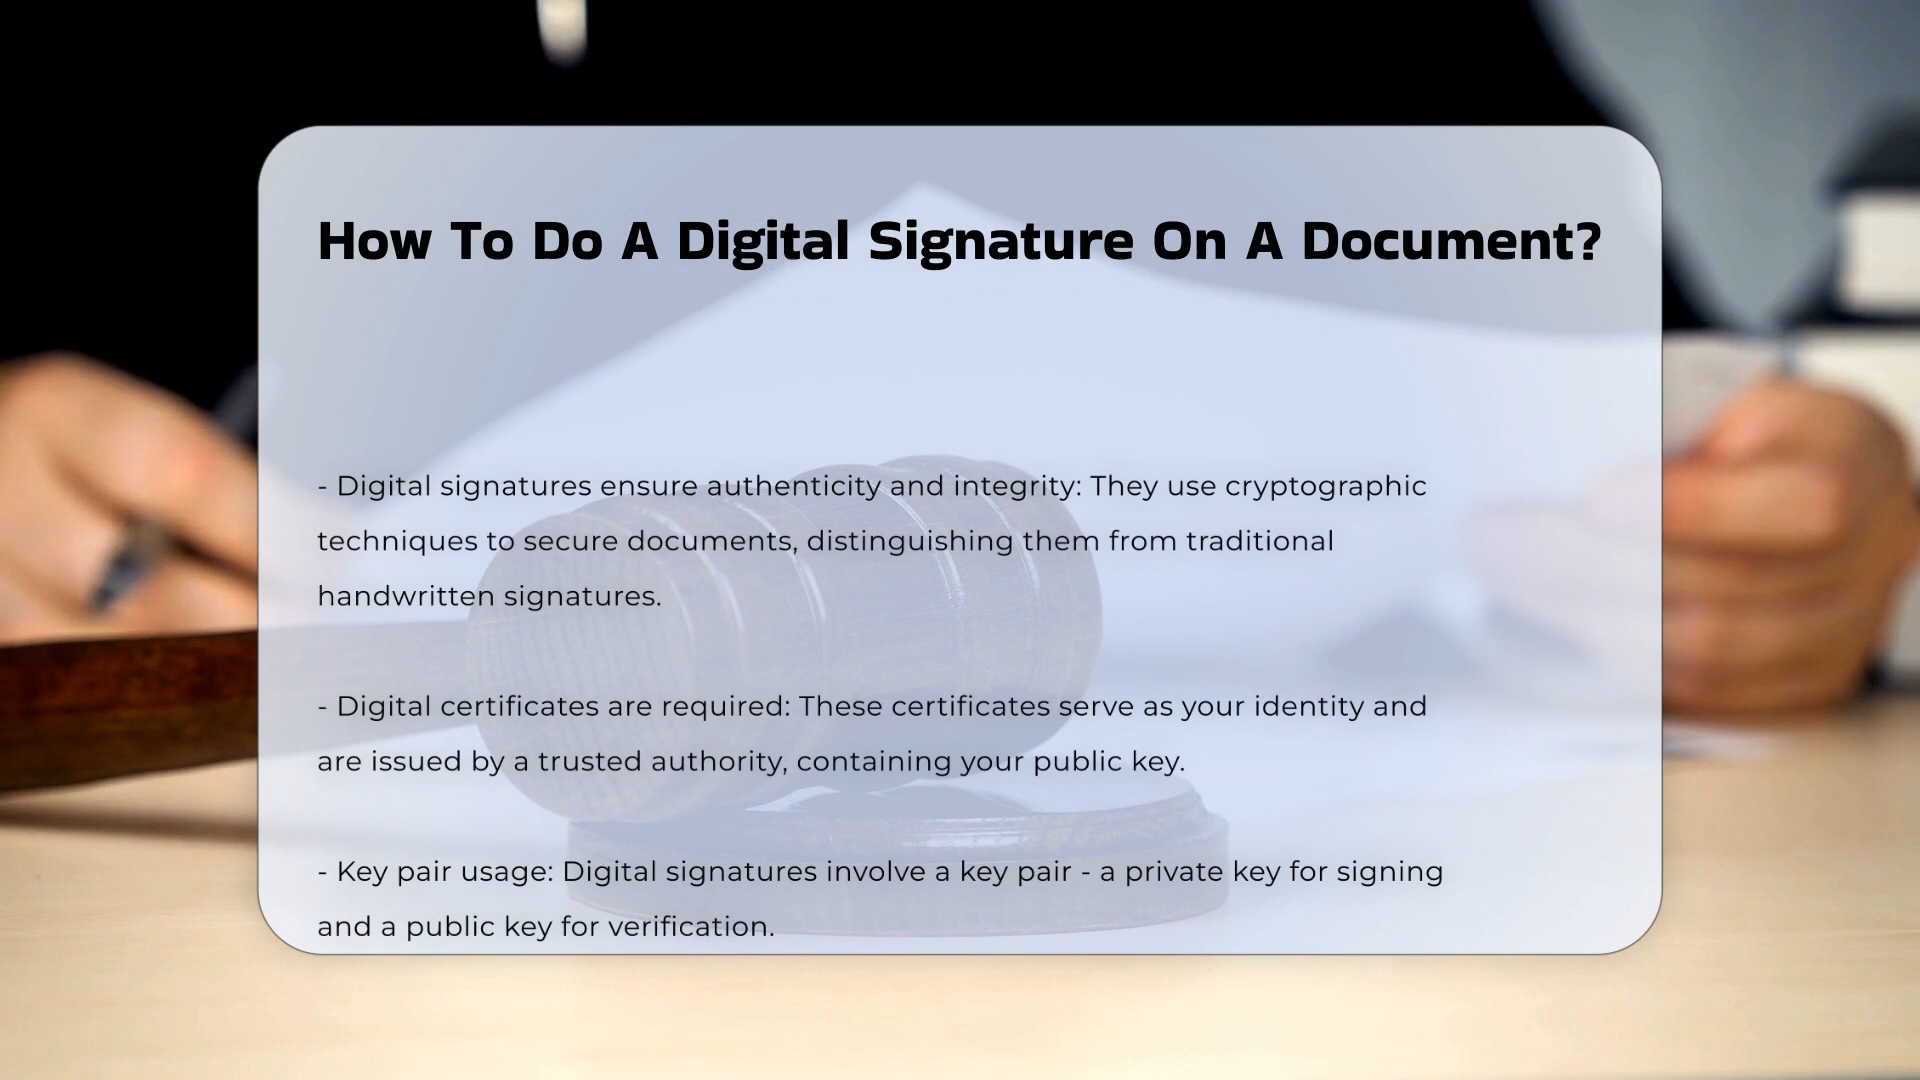 How To Do A Digital Signature On A Document?
- Digital signatures ensure authenticity and integrity: They use cryptographic
techniques to secure documents, distinguishing them from traditional
handwritten signatures.
- Digital certificates are required: These certificates serve as your identity and
are issued by a trusted authority, containing your public key.
- Key pair usage: Digital signatures involve a key pair - a private key for signing
and a public key for verification.